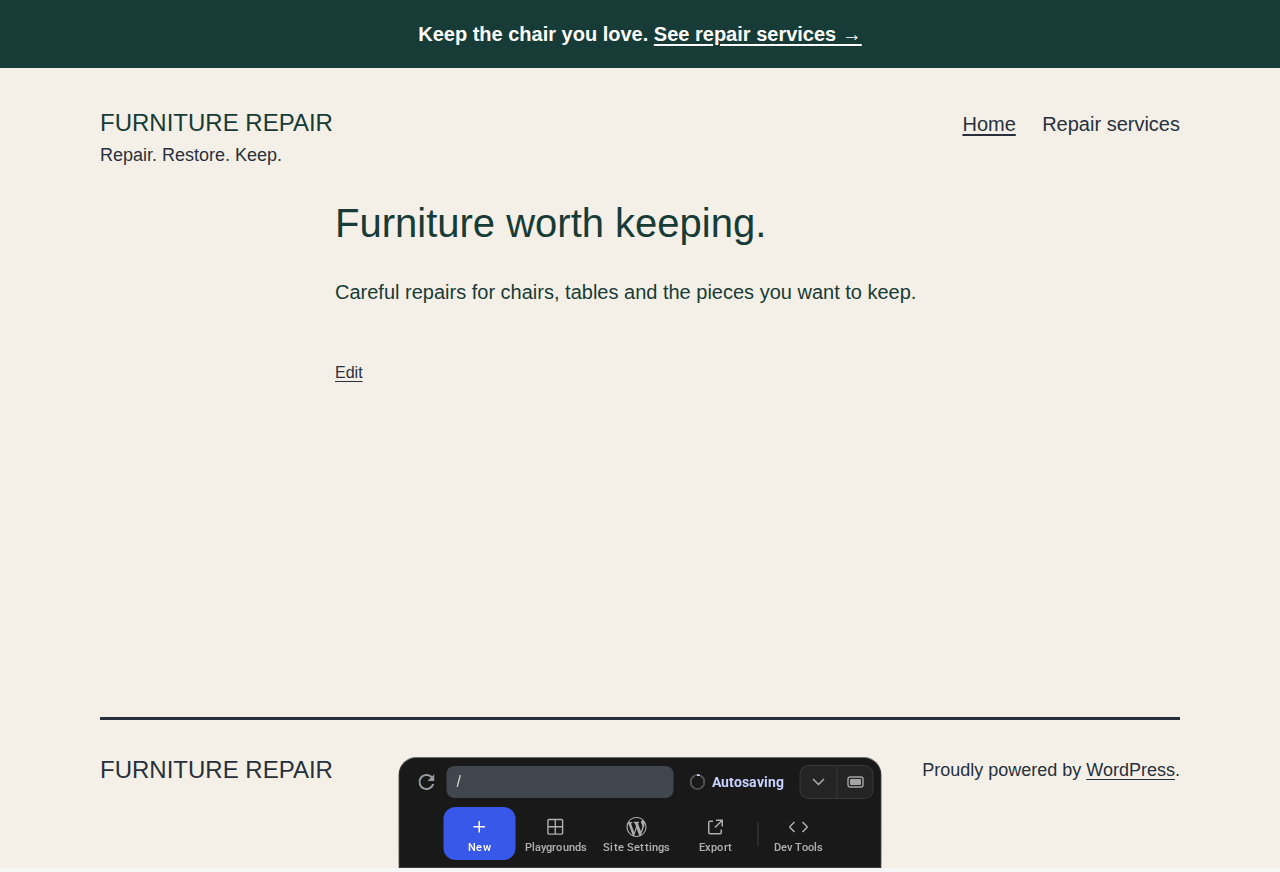 Keep the chair you love. See repair services →
FURNITURE REPAIR
Home Repair services
Repair. Restore. Keep.
Furniture worth keeping.
Careful repairs for chairs, tables and the pieces you want to keep.
Edit
FURNITURE REPAIR
Proudly powered by WordPress.
/
Autosaving
New Playgrounds Site Settings Export Dev Tools